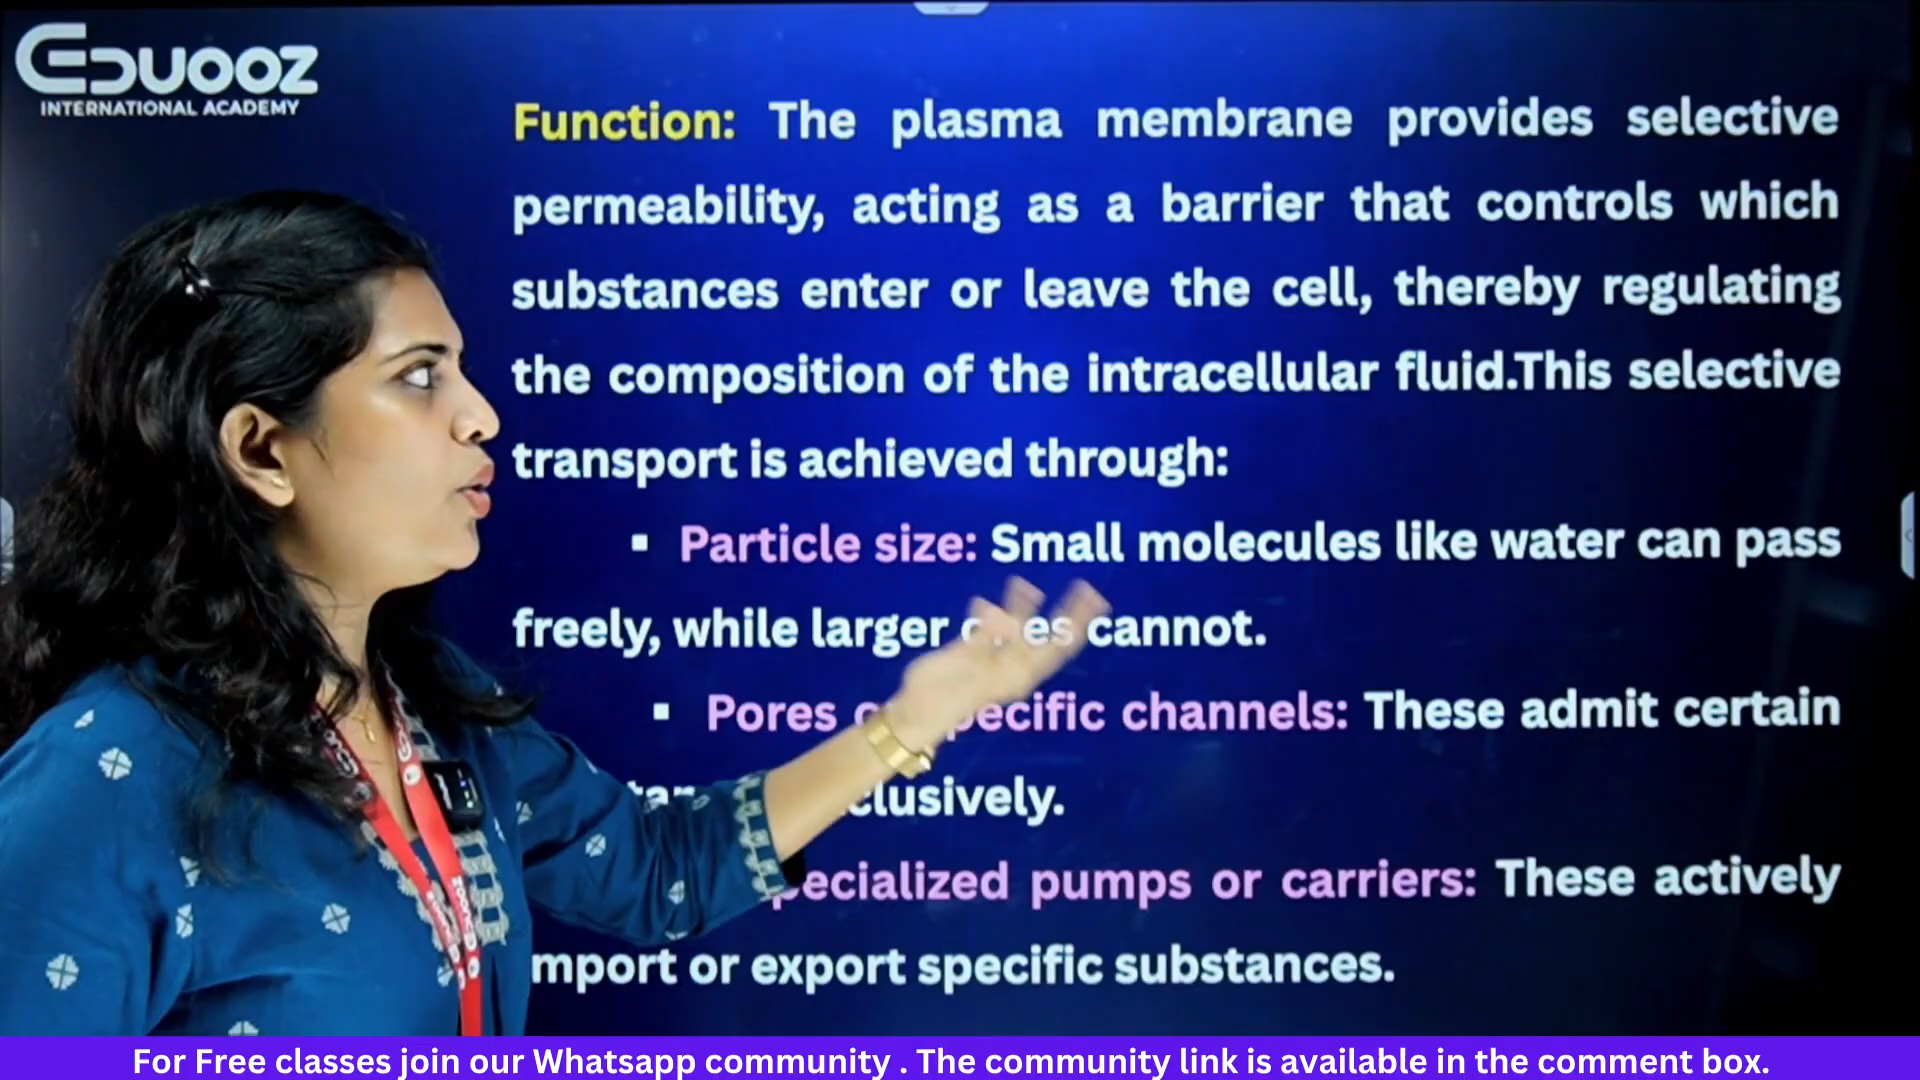 EDUOOZ
INTERNATIONAL ACADEMY
Function: The plasma membrane provides selective
permeability, acting as a barrier that controls which
substances enter or leave the cell, thereby regulating
the composition of the intracellular fluid.This selective
transport is achieved through:
▪ Particle size: Small molecules like water can pass
freely, while larger cannot.
▪ Pores channels: These admit certain
pumps or carriers: These actively
or export specific substances.
For Free classes join our Whatsapp community . The community link is available in the comment box.